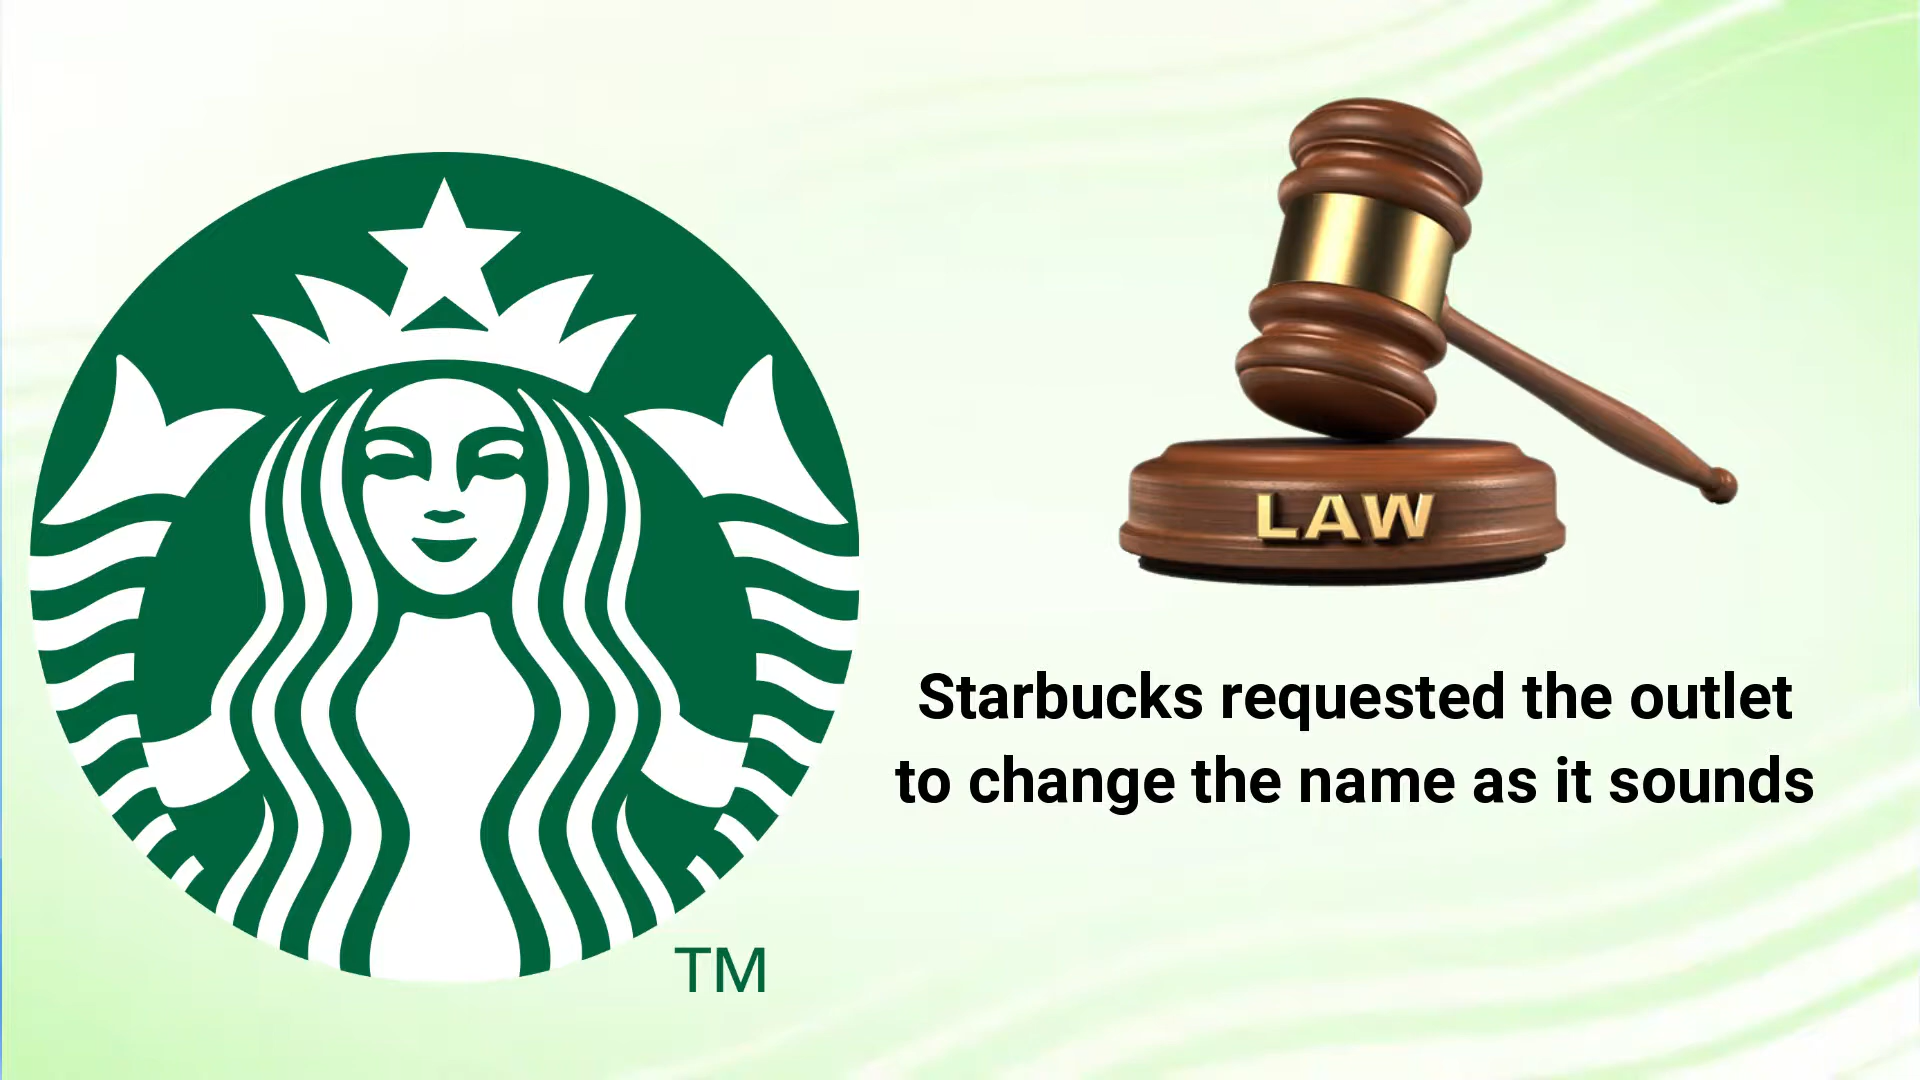 LAW
Starbucks requested the outlet
to change the name as it sounds
TM